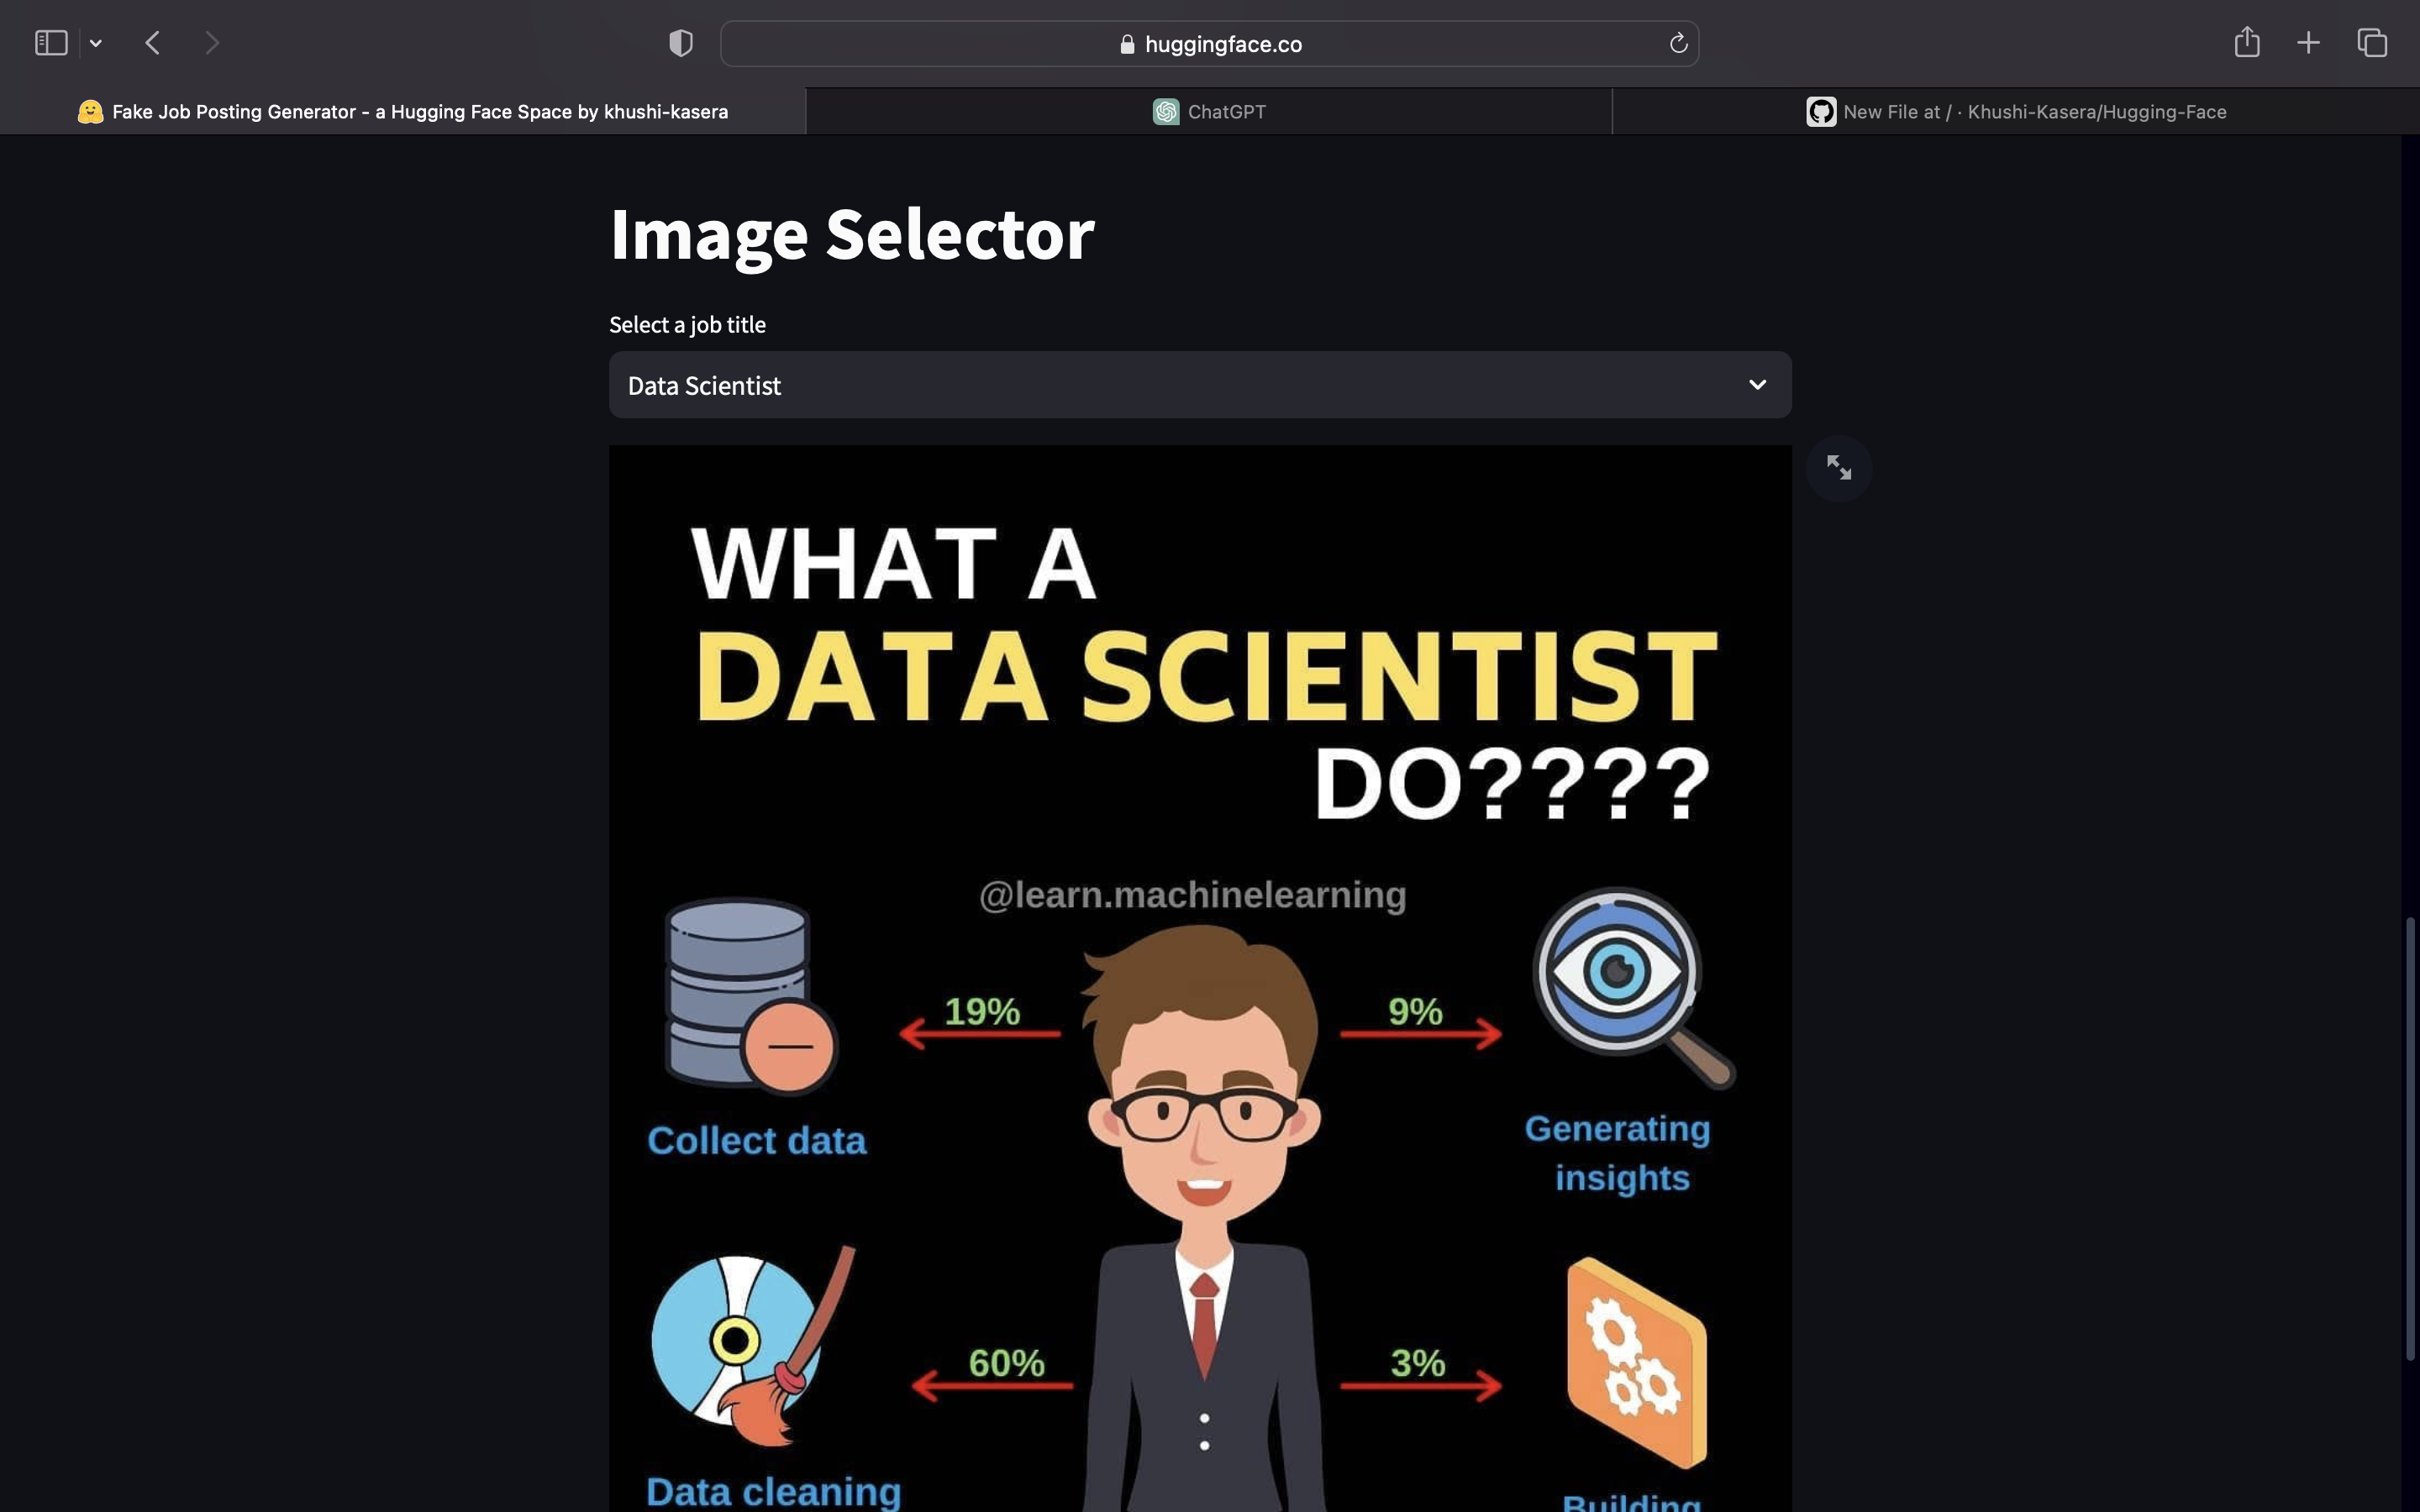 huggingface.co
Fake Job Posting Generator - a Hugging Face Space by khushi-kasera
ChatGPT
New File at / · Khushi-Kasera/Hugging-Face
Image Selector
Select a job title
Data Scientist
WHAT A
DATA SCIENTIST
DO????
@learn.machinelearning
19%
9%
Collect data
Generating
insights
60%
3%
Data cleaning
Building